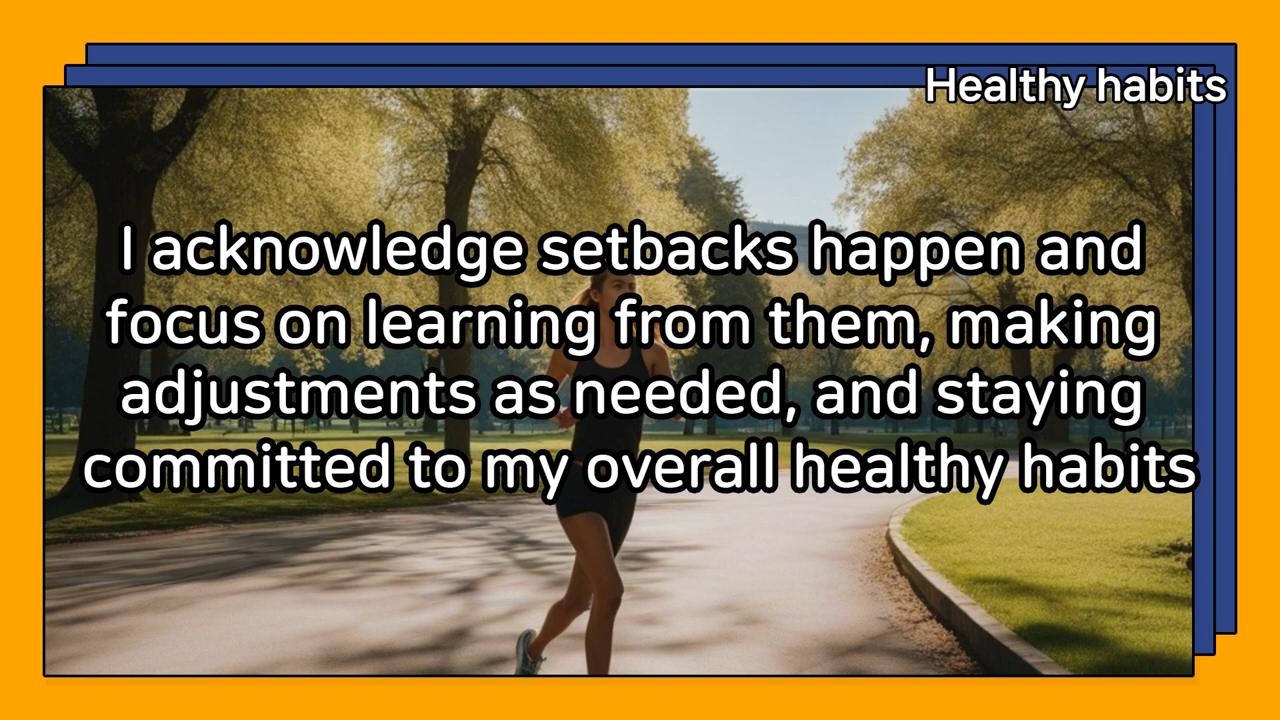 Healthy habits
I acknowledge setbacks happen and
focus on learning from them, making
adjustments as needed, and staying
committed to my overall healthy habits